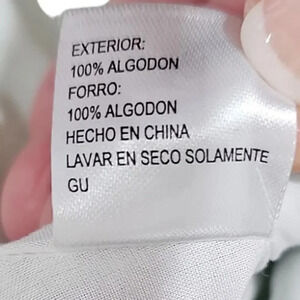 EXTERIOR:
100% ALGODON
FORRO:
100% ALGODON
HECHO EN CHINA
LAVAR EN SECO SOLAMENTE
GU